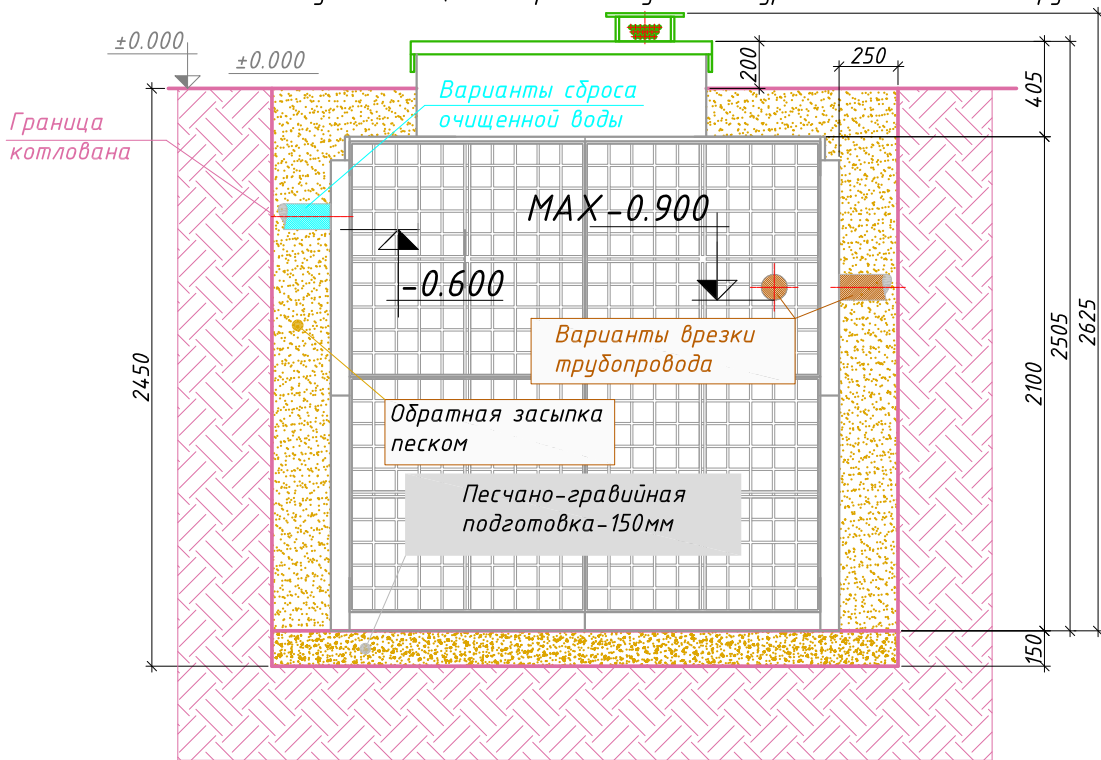 ±0.000
±0.000
200
250
405
Варианты сброса
очищенной воды
Граница
котлована
MAX-0.900
-0.600
Варианты врезки
трубопровода
2450
2100
2505
2625
Обратная засыпка
песком
Песчано-гравийная
подготовка-150мм
150